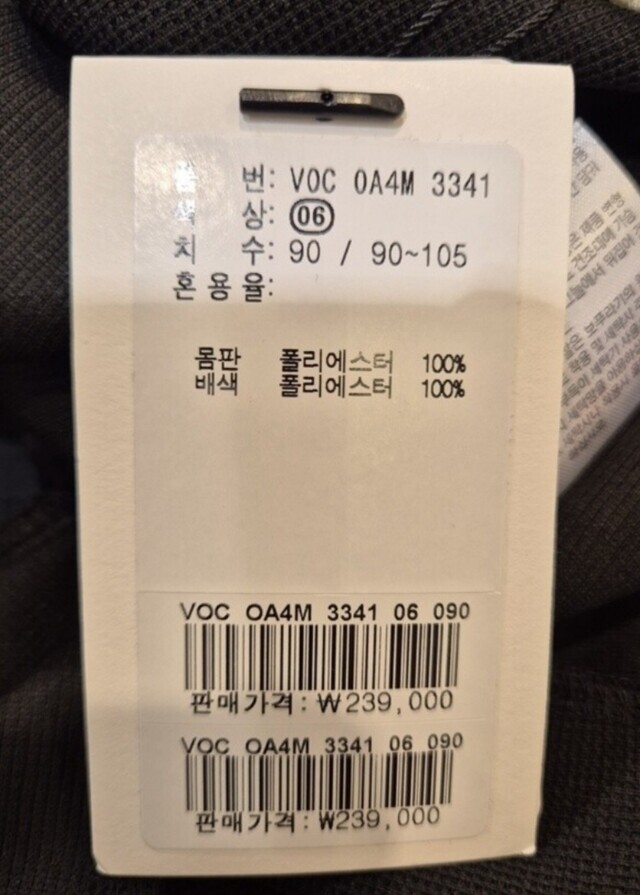 번: VOC 0A4M 3341
색 상: 06
치 수: 90 / 90~105
혼용율:
몸판 폴리에스터 100%
배색 폴리에스터 100%
VOC OA4M 3341 06 090
판매가격:₩239,000
VOC OA4M 3341 06 090
판매가격:₩239,000